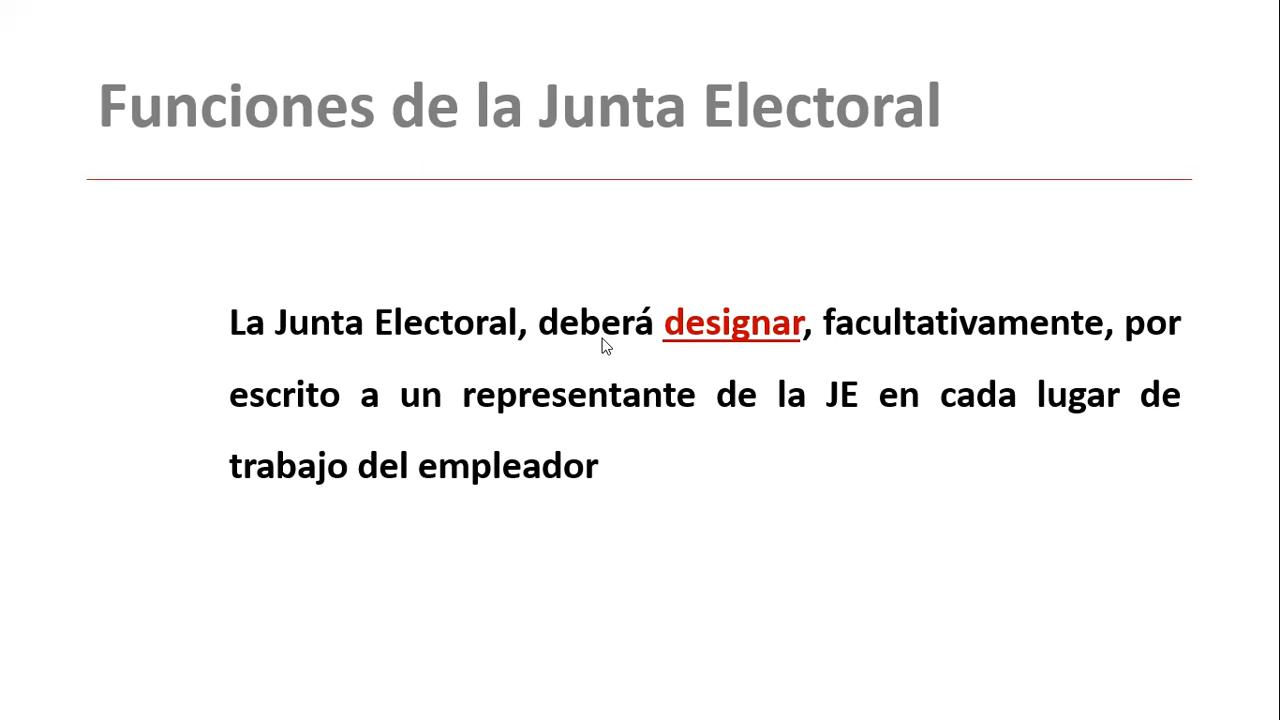 Funciones de la Junta Electoral
La Junta Electoral, deberá designar, facultativamente, por
escrito a un representante de la JE en cada lugar de
trabajo del empleador